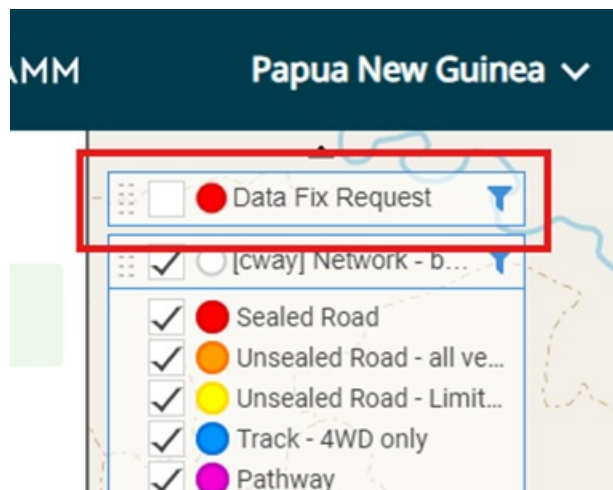 AMM Papua New Guinea
Data Fix Request
[cway] Network - b...
Sealed Road
Unsealed Road - all ve...
Unsealed Road - Limit...
Track - 4WD only
Pathway